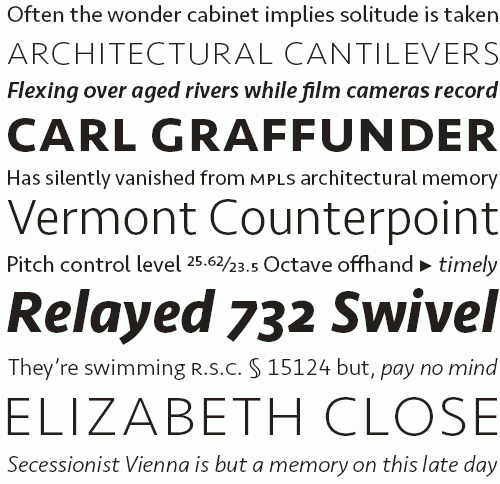 Often the wonder cabinet implies solitude is taken
ARCHITECTURAL CANTILEVERS
Flexing over aged rivers while film cameras record
CARL GRAFFUNDER
Has silently vanished from MPLS architectural memory
Vermont Counterpoint
Pitch control level ²⁵·⁶²⁄₂₃.₅ Octave offhand ► timely
Relayed 732 Swivel
They’re swimming R.S.C. § 15124 but, pay no mind
ELIZABETH CLOSE
Secessionist Vienna is but a memory on this late day